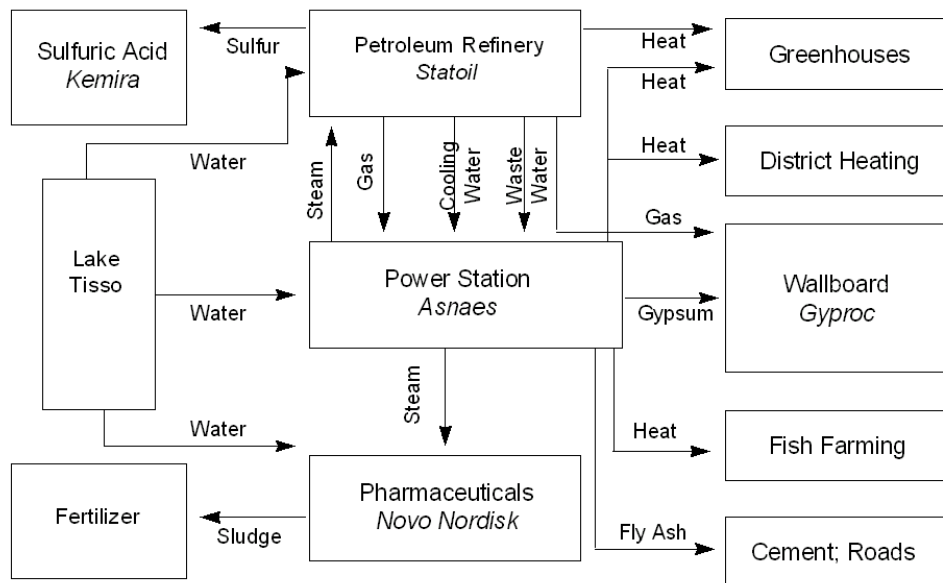 Sulfuric Acid
Kemira
Sulfur
Petroleum Refinery
Statoil
Heat
Heat
Greenhouses
Water
Steam
Gas
Cooling
Water
Waste
Water
Heat
District Heating
Gas
Lake
Tisso
Water
Power Station
Asnaes
Gypsum
Wallboard
Gyproc
Steam
Water
Heat
Fish Farming
Fertilizer
Sludge
Pharmaceuticals
Novo Nordisk
Fly Ash
Cement; Roads